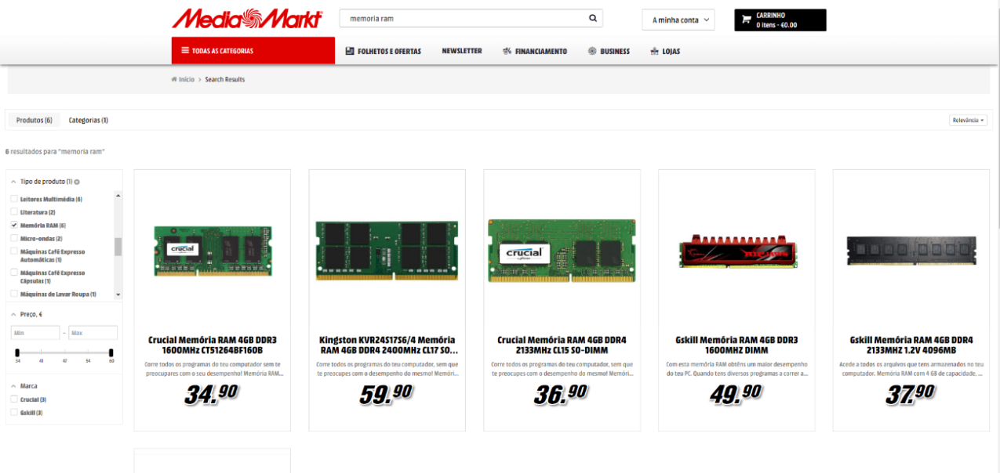 Media Markt
memoria ram
A minha conta
CARRINHO
0 itens - €0.00
TODAS AS CATEGORIAS
FOLHETOS E OFERTAS
NEWSLETTER
FINANCIAMENTO
BUSINESS
LOJAS
Início > Search Results
Produtos (6)
Categorias (1)
Relevância
6 resultados para "memoria ram"
Tipo de produto (1)
Leitores Multimédia (6)
Literatura (2)
Memória RAM (6)
Micro-ondas (2)
Máquinas Café Expresso
Automáticas (1)
Máquinas Café Expresso
Cápsulas (1)
Máquinas de Lavar Roupa (1)
Preço, €
Min - Max
34 41 47 54 60
Marca
Crucial (3)
Gskill (3)
crucial
Crucial Memória RAM 4GB DDR3
1600MHz CT51264BF160B
Corre todos os programas do teu computador sem te
preocupares com o seu desempenho! Memória RAM...
34.90
Kingston KVR24S17S6/4 Memória
RAM 4GB DDR4 2400MHz CL17 SO...
Corre todos os programas do teu computador, sem que
te preocupes com o desempenho do mesmo! Memóri...
59.90
crucial
Crucial Memória RAM 4GB DDR4
2133MHz CL15 SO-DIMM
Corre todos os programas do teu computador, sem que
te preocupes com o desempenho do mesmo! Memóri...
36.90
RIPJAWS
Gskill Memória RAM 4GB DDR3
1600MHZ DIMM
Com esta memória RAM obténs um maior desempenho
do teu PC. Quando tens diversos programas a correr a...
49.90
Gskill Memória RAM 4GB DDR4
2133MHZ 1.2V 4096MB
Acede a todos os arquivos que tens armazenados no teu
computador. Memória RAM com 4 GB de capacidade, ...
37.90